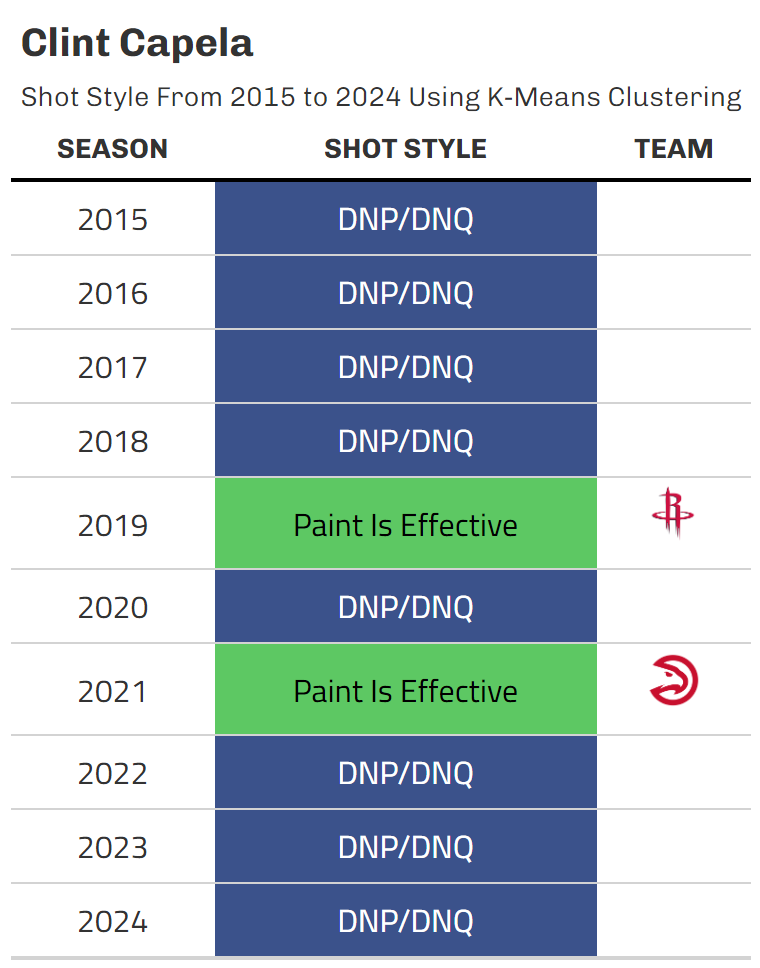 Clint Capela
Shot Style From 2015 to 2024 Using K-Means Clustering
SEASON SHOT STYLE TEAM
2015 DNP/DNQ
2016 DNP/DNQ
2017 DNP/DNQ
2018 DNP/DNQ
2019 Paint Is Effective
2020 DNP/DNQ
2021 Paint Is Effective
2022 DNP/DNQ
2023 DNP/DNQ
2024 DNP/DNQ